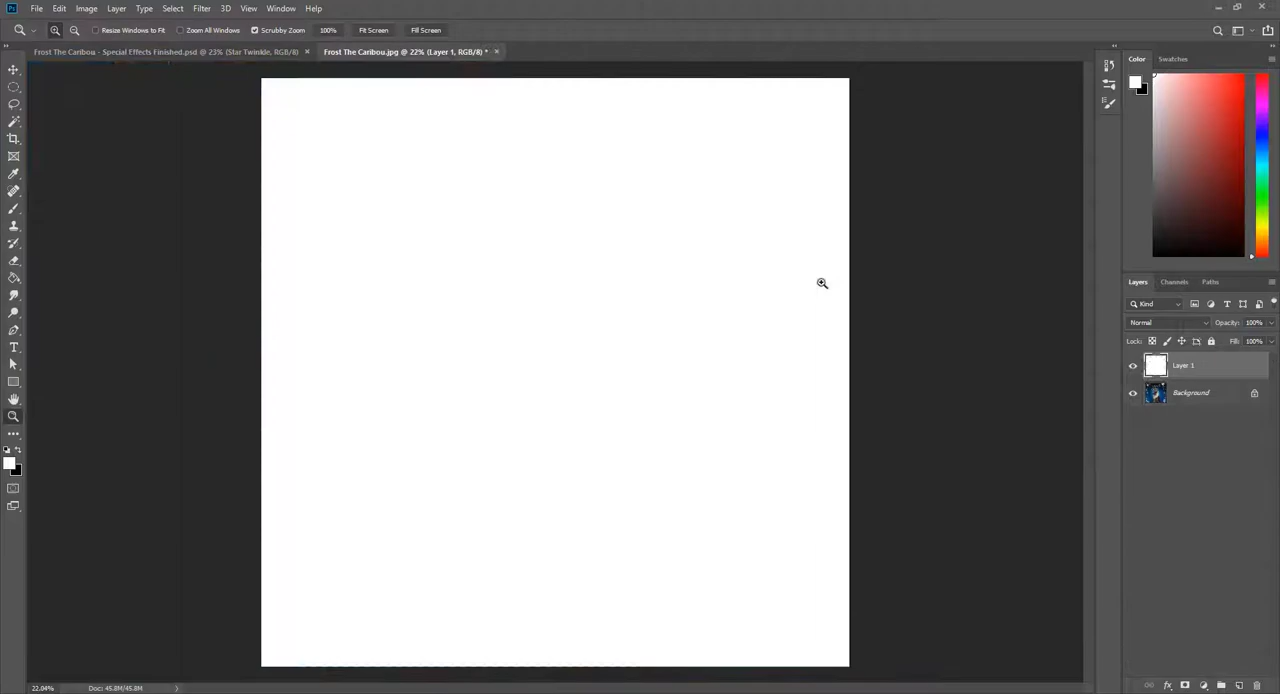 Ps File Edit Image Layer Type Select Filter 3D View Window Help
Resize Windows to Fit Zoom All Windows Scrubby Zoom 100% Fit Screen Fill Screen
Frost The Caribou - Special Effects Finished.psd @ 23% (Star Twinkle, RGB/8) × Frost The Caribou.jpg @ 22% (Layer 1, RGB/8) * ×
Color Swatches
Layers Channels Paths
Kind
Normal Opacity: 100%
Lock: Fill: 100%
Layer 1
Background
22.04% Doc: 45.8M/45.8M